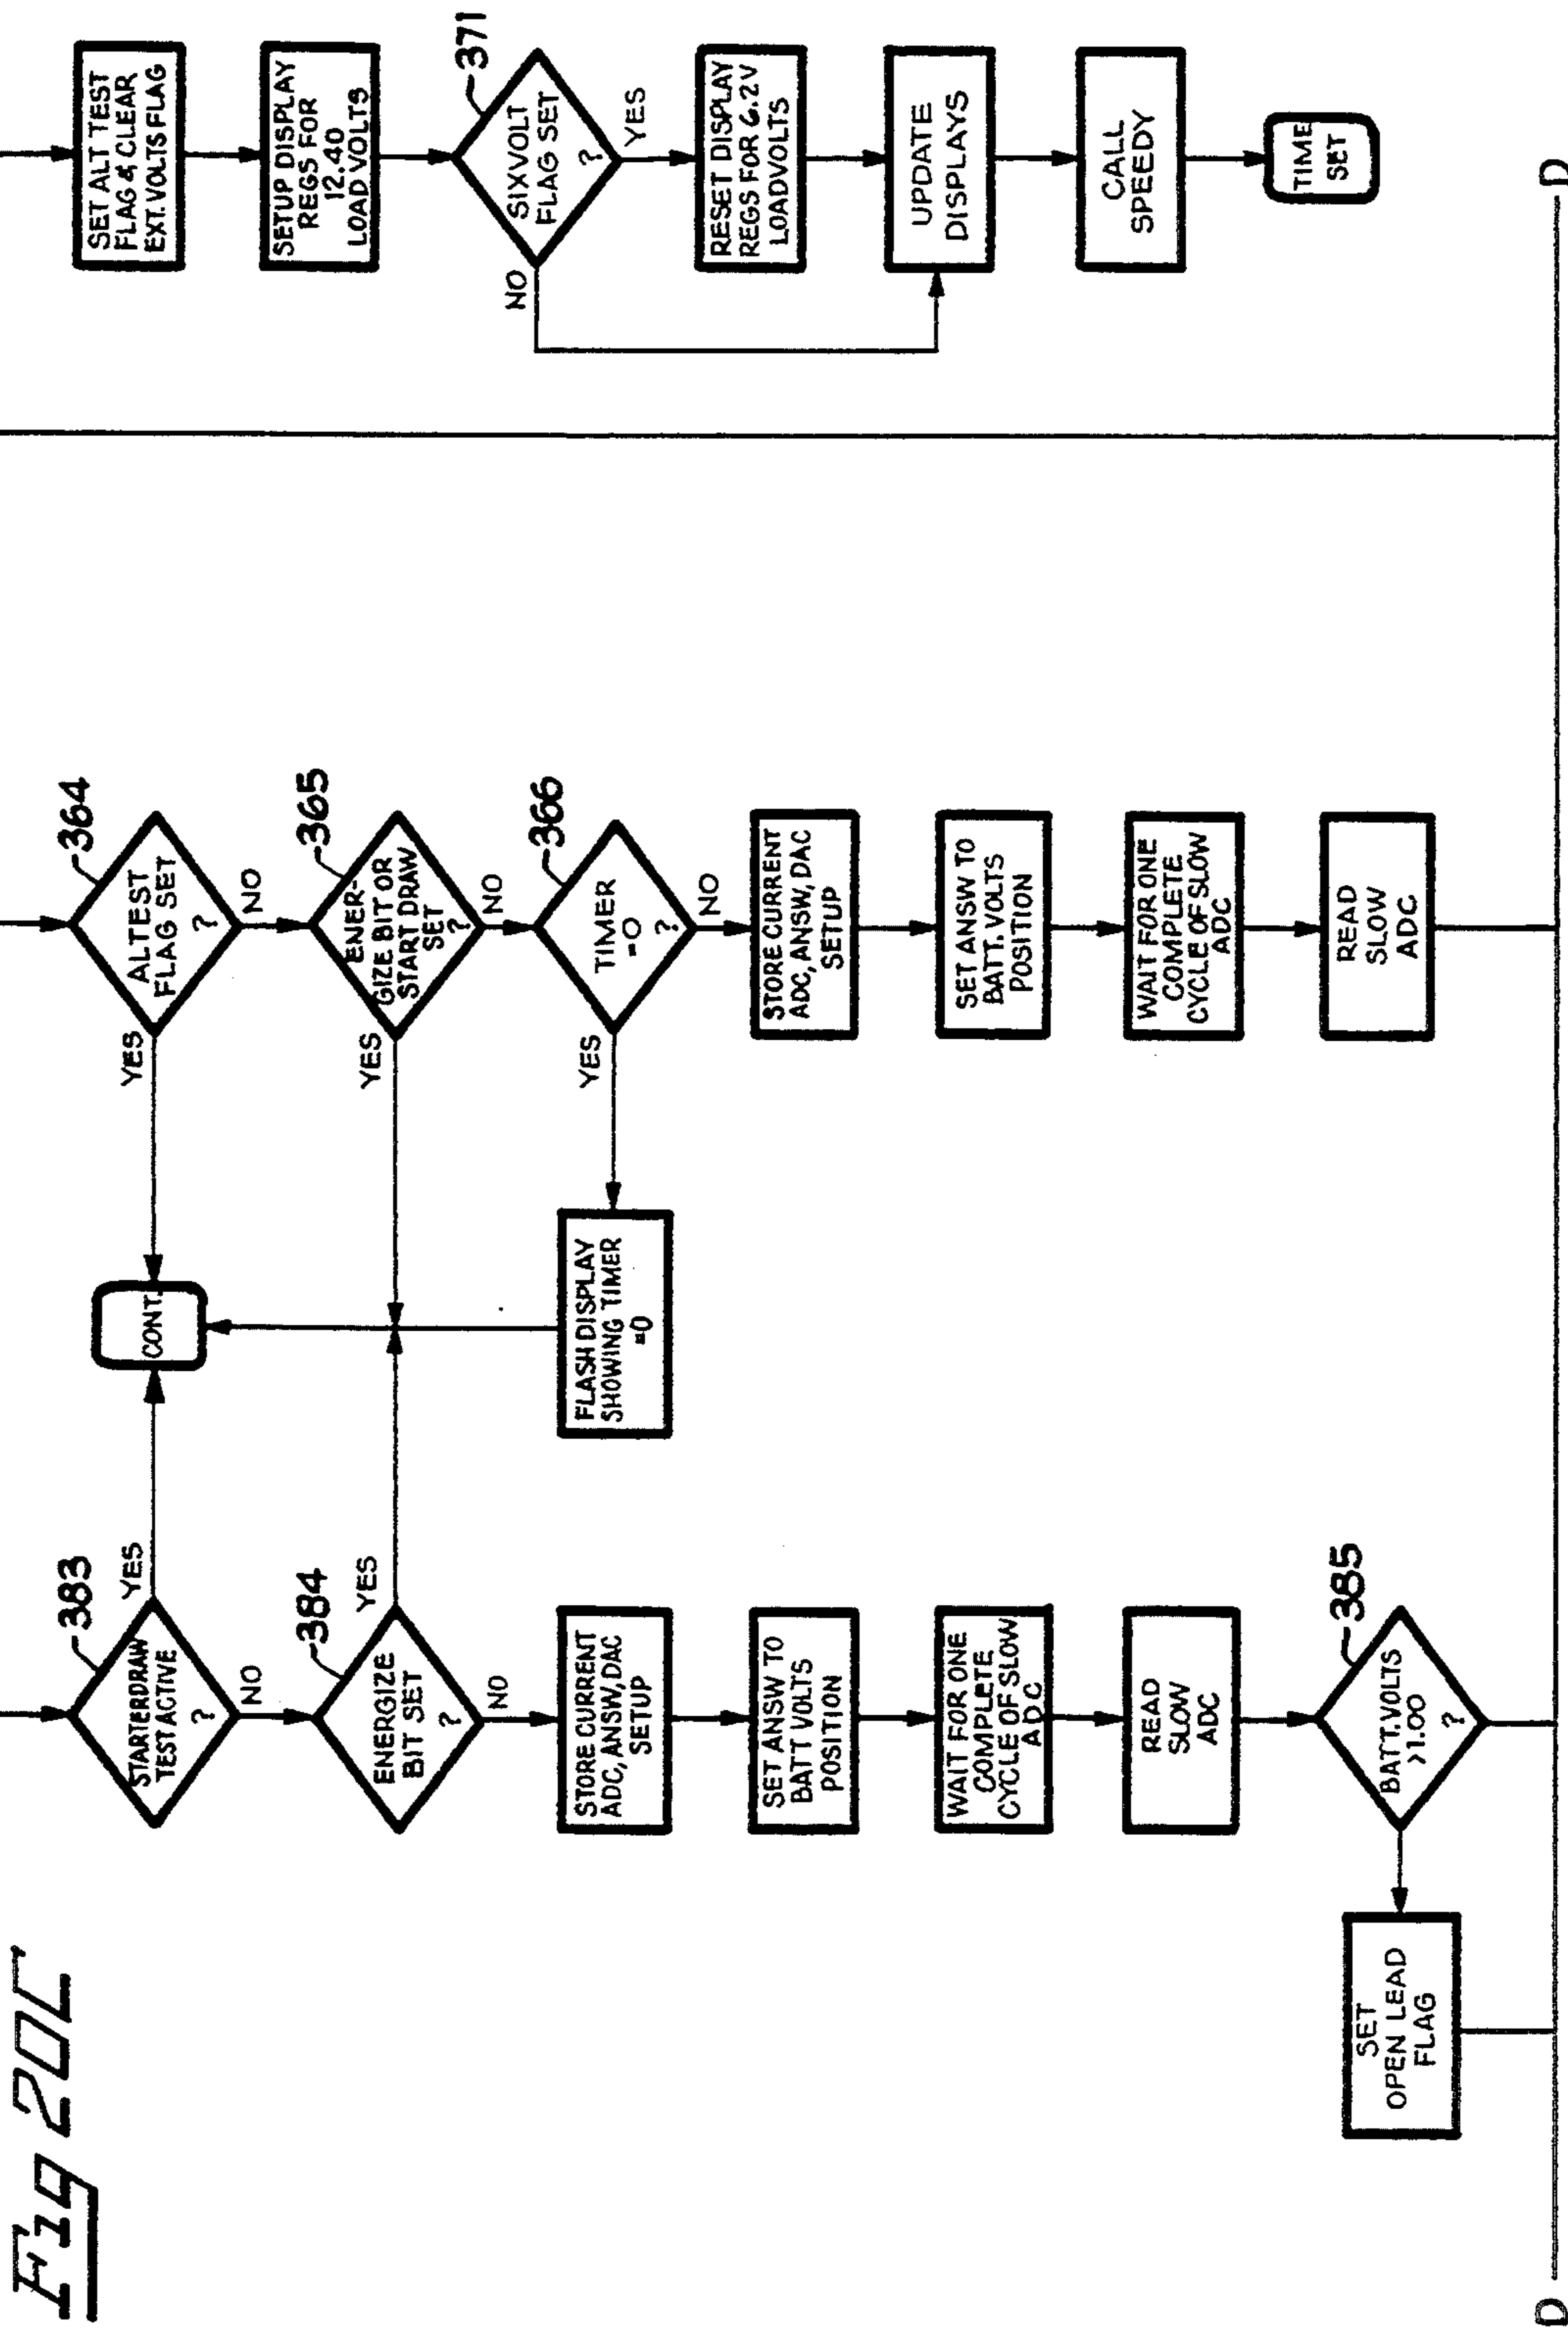 Fig 20C
383
STARTERDRAW
TEST ACTIVE
?
YES
NO
384
ENERGIZE
BIT SET
?
YES
NO
STORE CURRENT
ADC, ANSW, DAC
SETUP
SET ANSW TO
BATT VOLTS
POSITION
WAIT FOR ONE
COMPLETE
CYCLE OF SLOW
ADC
READ
SLOW
ADC
385
BATT. VOLTS
>1.00
?
SET
OPEN LEAD
FLAG
CONT.
FLASH DISPLAY
SHOWING TIMER
=0
364
ALTEST
FLAG SET
?
YES
NO
365
ENER-
GIZE BIT OR
START DRAW
SET
?
YES
NO
366
TIMER
=0
?
YES
NO
STORE CURRENT
ADC, ANSW, DAC
SETUP
SET ANSW TO
BATT. VOLTS
POSITION
WAIT FOR ONE
COMPLETE
CYCLE OF SLOW
ADC
READ
SLOW
ADC
SET ALT TEST
FLAG & CLEAR
EXT. VOLTS FLAG
SETUP DISPLAY
REGS FOR
12.40
LOAD VOLTS
371
SIXVOLT
FLAG SET
?
NO
YES
RESET DISPLAY
REGS FOR 6.2V
LOADVOLTS
UPDATE
DISPLAYS
CALL
SPEEDY
TIME
SET
D
D